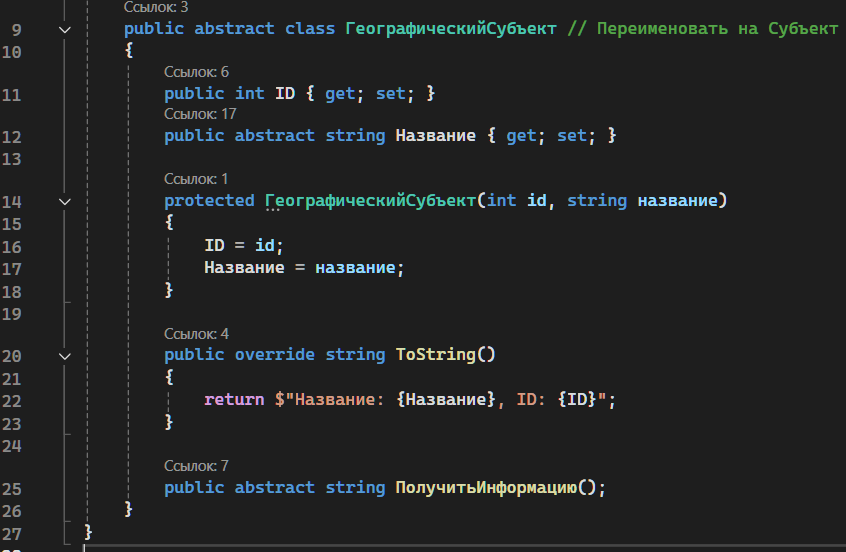 Ссылок: 3
9 public abstract class ГеографическийСубъект // Переименовать на Субъект
10 {
Ссылок: 6
11 public int ID { get; set; }
Ссылок: 17
12 public abstract string Название { get; set; }
13
Ссылок: 1
14 protected ГеографическийСубъект(int id, string название)
15 {
16 ID = id;
17 Название = название;
18 }
19
Ссылок: 4
20 public override string ToString()
21 {
22 return $"Название: {Название}, ID: {ID}";
23 }
24
Ссылок: 7
25 public abstract string ПолучитьИнформацию();
26 }
27 }